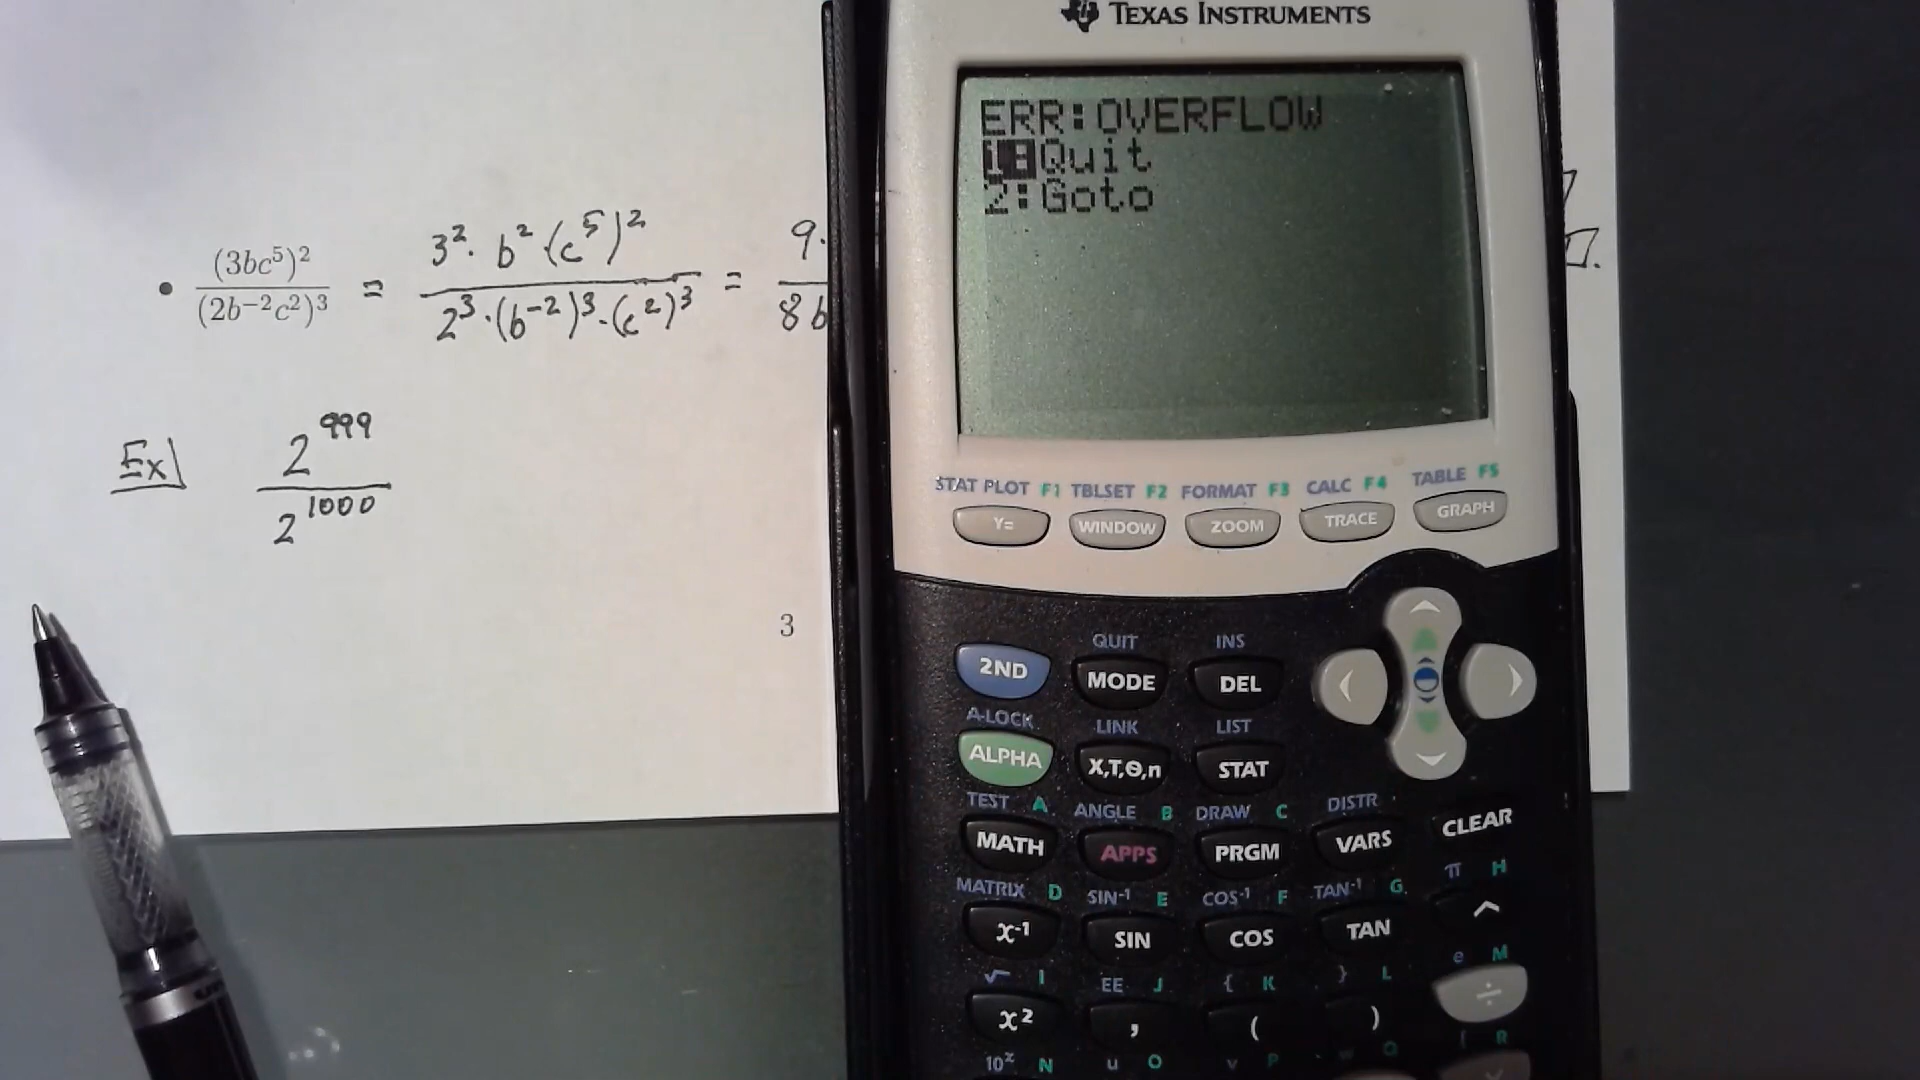 TEXAS INSTRUMENTS
ERR:OVERFLOW
1:Quit
2:Goto
• (3bc⁵)² / (2b⁻²c²)³ = 3² · b² · (c⁵)² / 2³ · (b⁻²)³ · (c²)³ = 9 · / 8b
Ex) 2⁹⁹⁹ / 2¹⁰⁰⁰
3
STAT PLOT F1 TBLSET F2 FORMAT F3 CALC F4 TABLE F5
Y= WINDOW ZOOM TRACE GRAPH
QUIT INS
2ND MODE DEL
A-LOCK LINK LIST
ALPHA X,T,Θ,n STAT
TEST A ANGLE B DRAW C DISTR
MATH APPS PRGM VARS CLEAR
MATRIX D SIN⁻¹ E COS⁻¹ F TAN⁻¹ G π H
x⁻¹ SIN COS TAN ^
√ I EE J { K } L e M
x² , ( ) ÷
10ˣ N u O v P w Q [ R